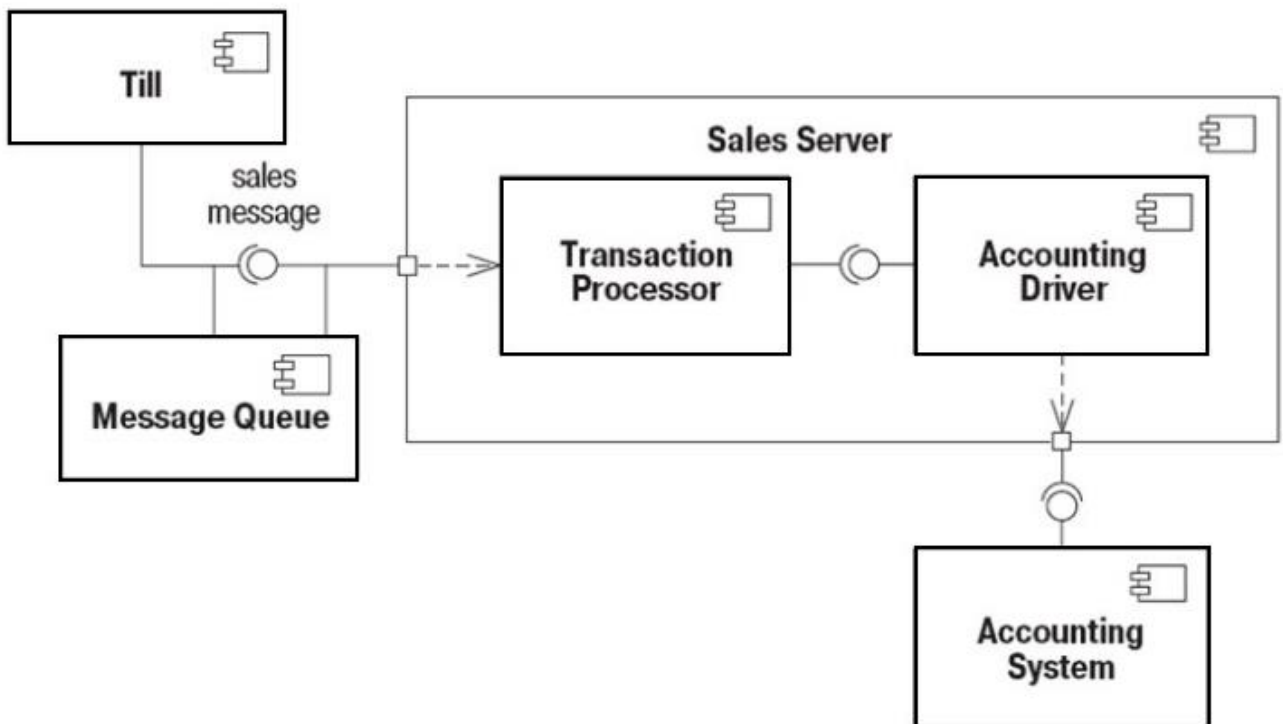 Till
sales
message
Sales Server
Transaction
Processor
Accounting
Driver
Message Queue
Accounting
System